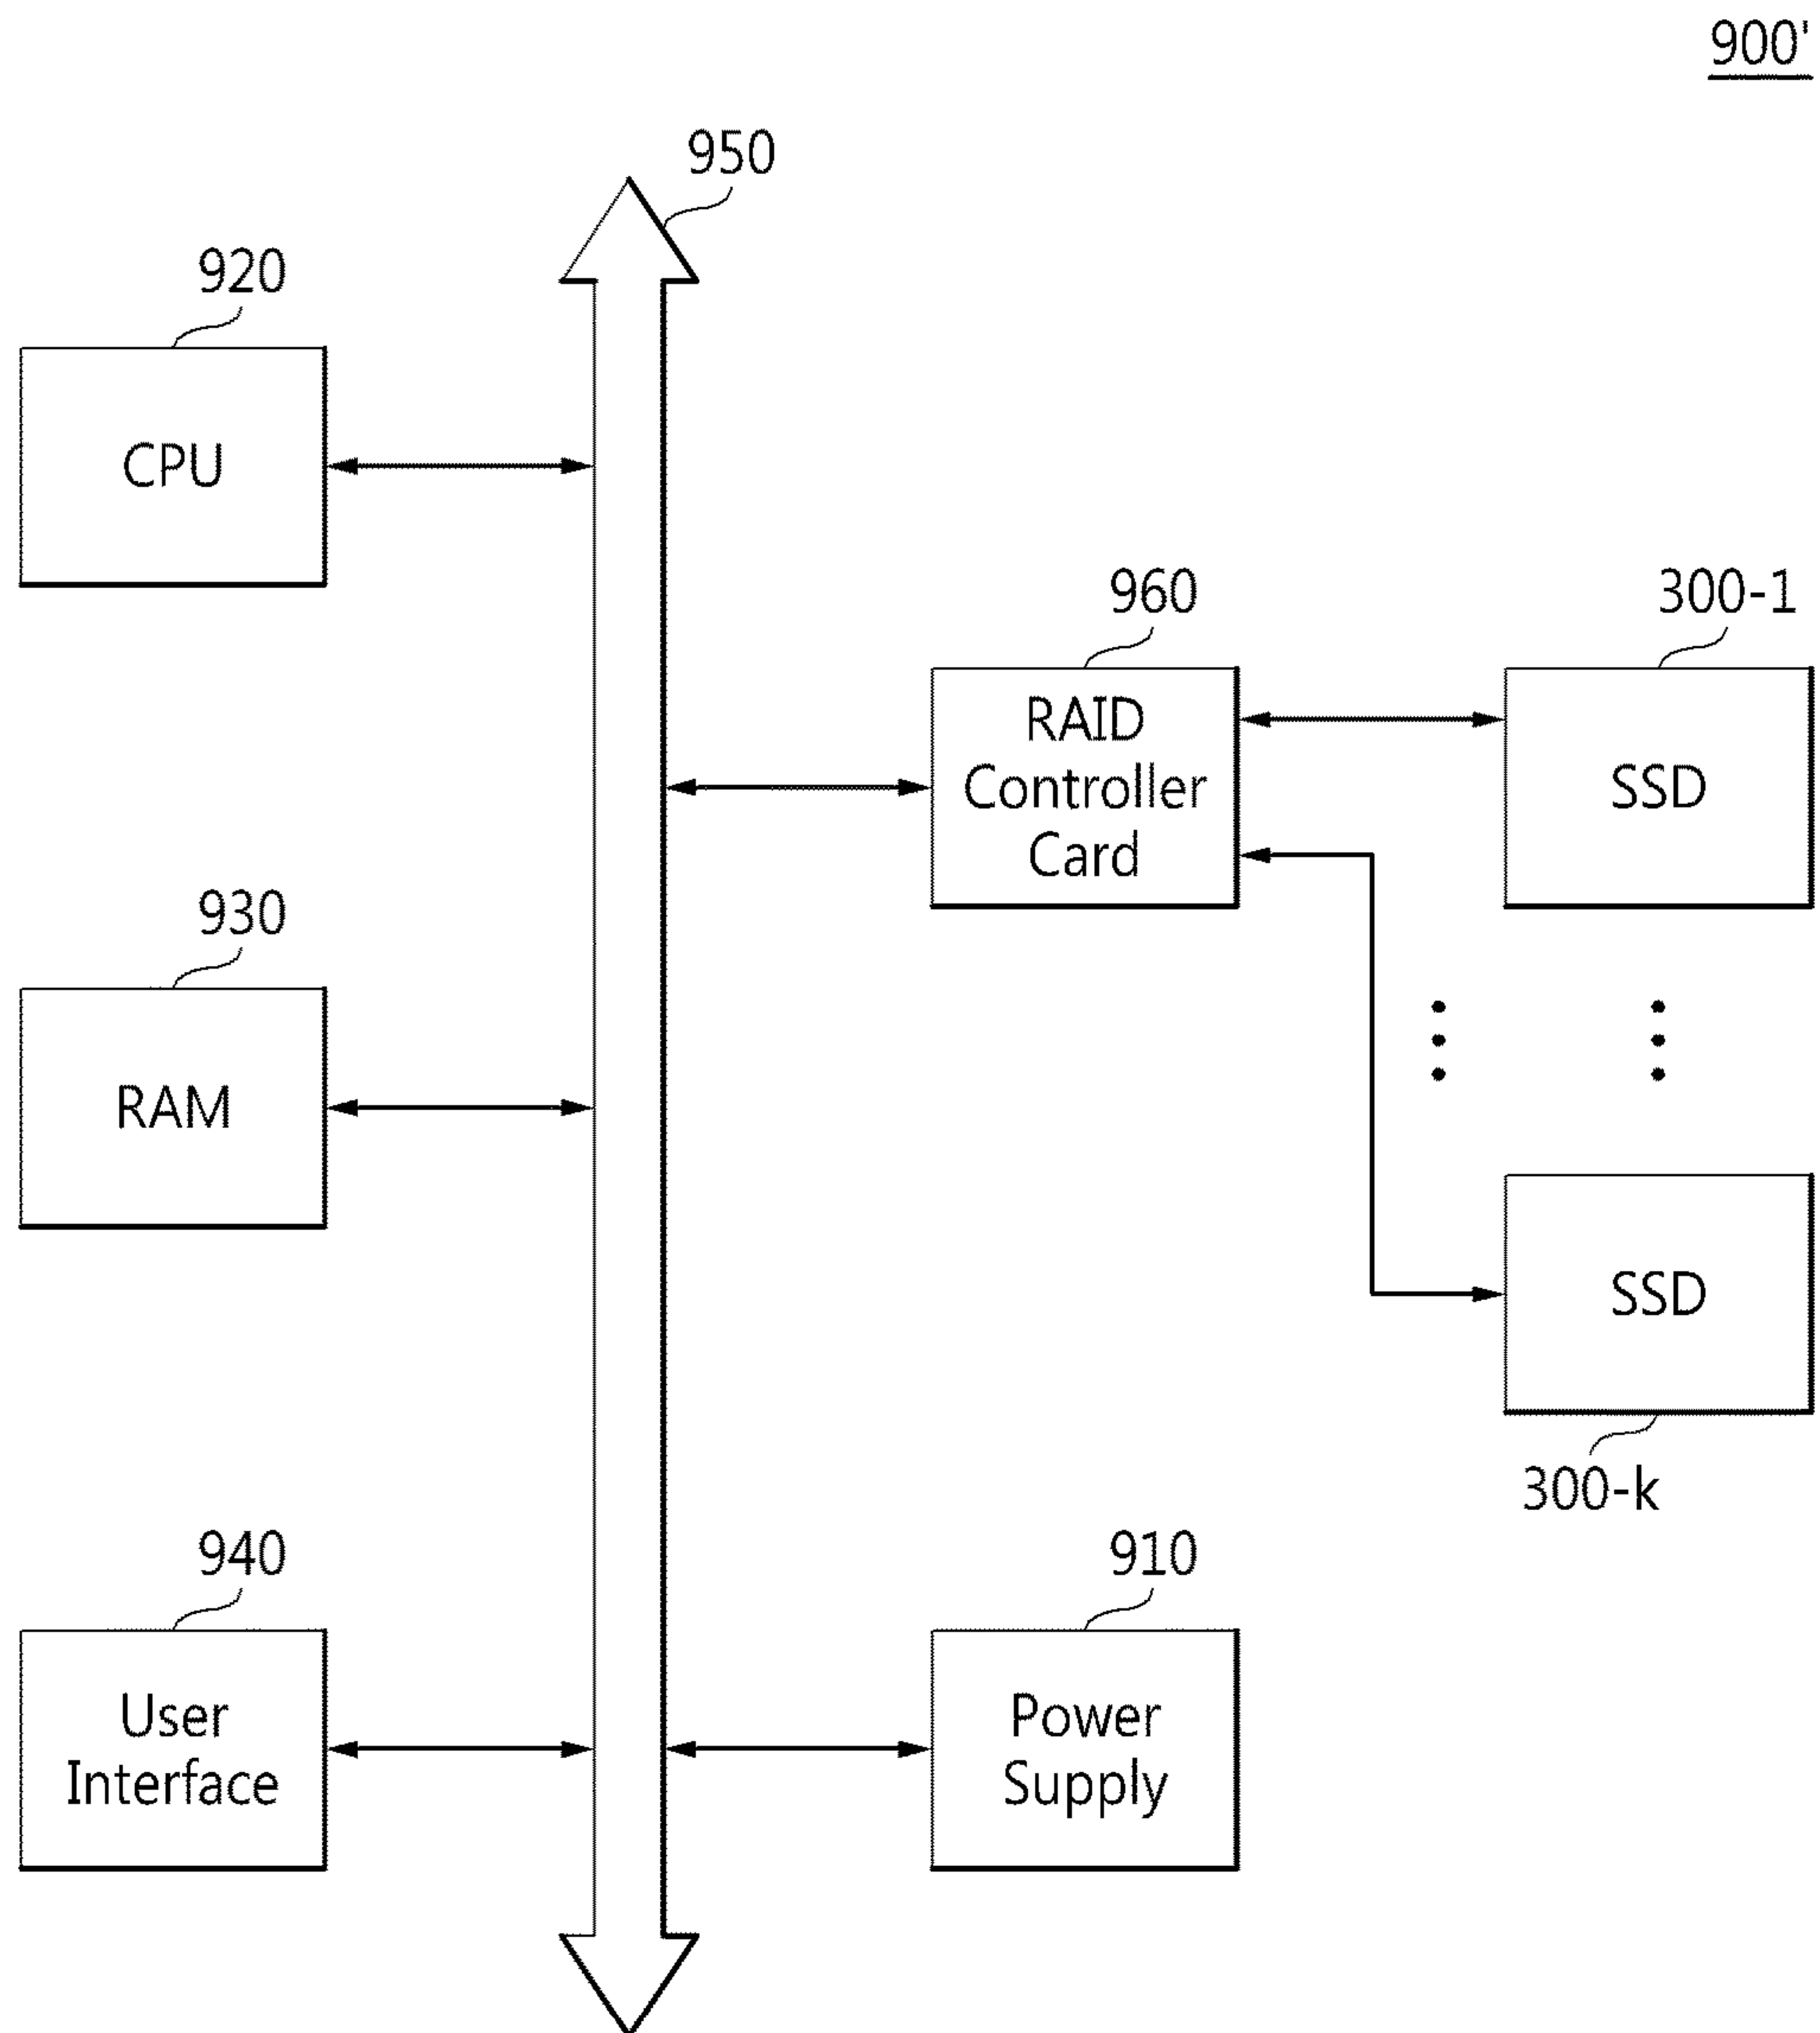 900'
950
920
CPU
960
300-1
RAID
Controller
Card
SSD
930
RAM
SSD
300-k
940
910
User
Interface
Power
Supply